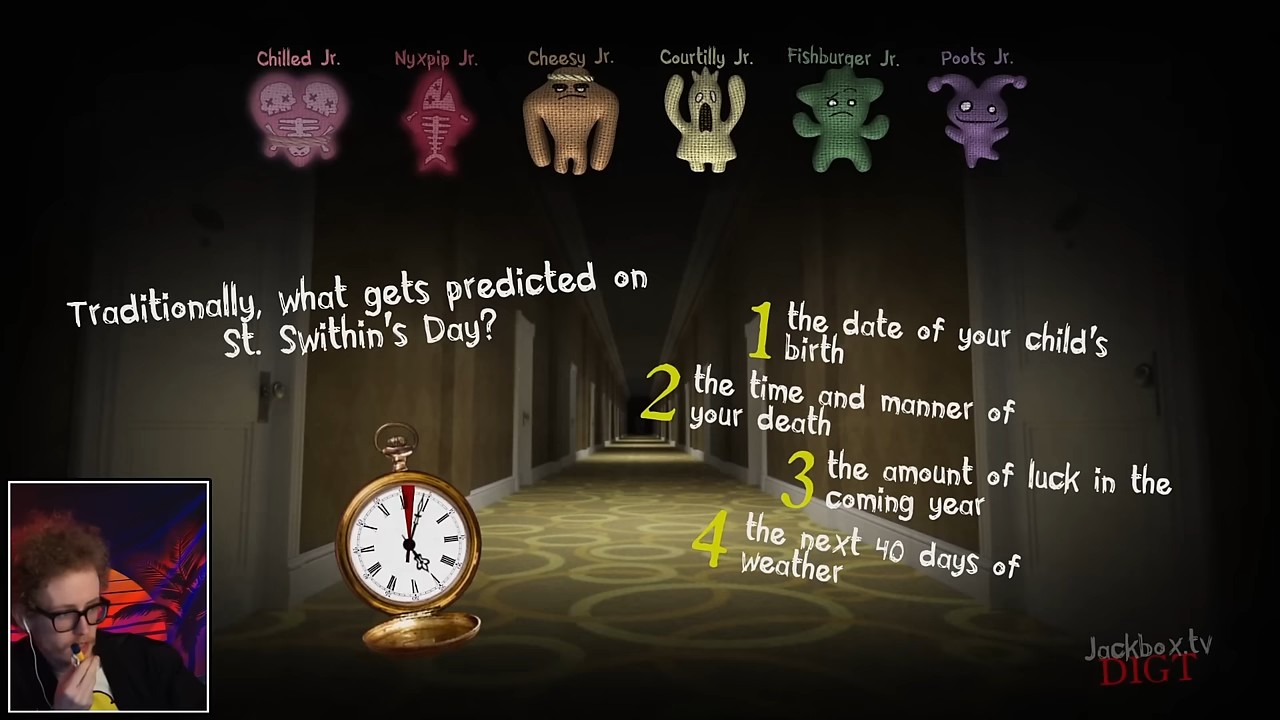 Chilled Jr. Nyxpip Jr. Cheesy Jr. Courtilly Jr. Fishburger Jr. Poots Jr.
Traditionally, what gets predicted on
St. Swithin's Day?
1 the date of your child's
birth
2 the time and manner of
your death
3 the amount of luck in the
coming year
4 the next 40 days of
weather
Jackbox.tv
DIGT